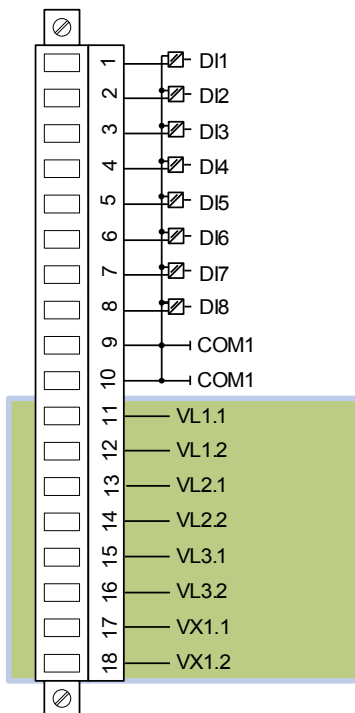 1 DI1
2 DI2
3 DI3
4 DI4
5 DI5
6 DI6
7 DI7
8 DI8
9 COM1
10 COM1
11 VL1.1
12 VL1.2
13 VL2.1
14 VL2.2
15 VL3.1
16 VL3.2
17 VX1.1
18 VX1.2